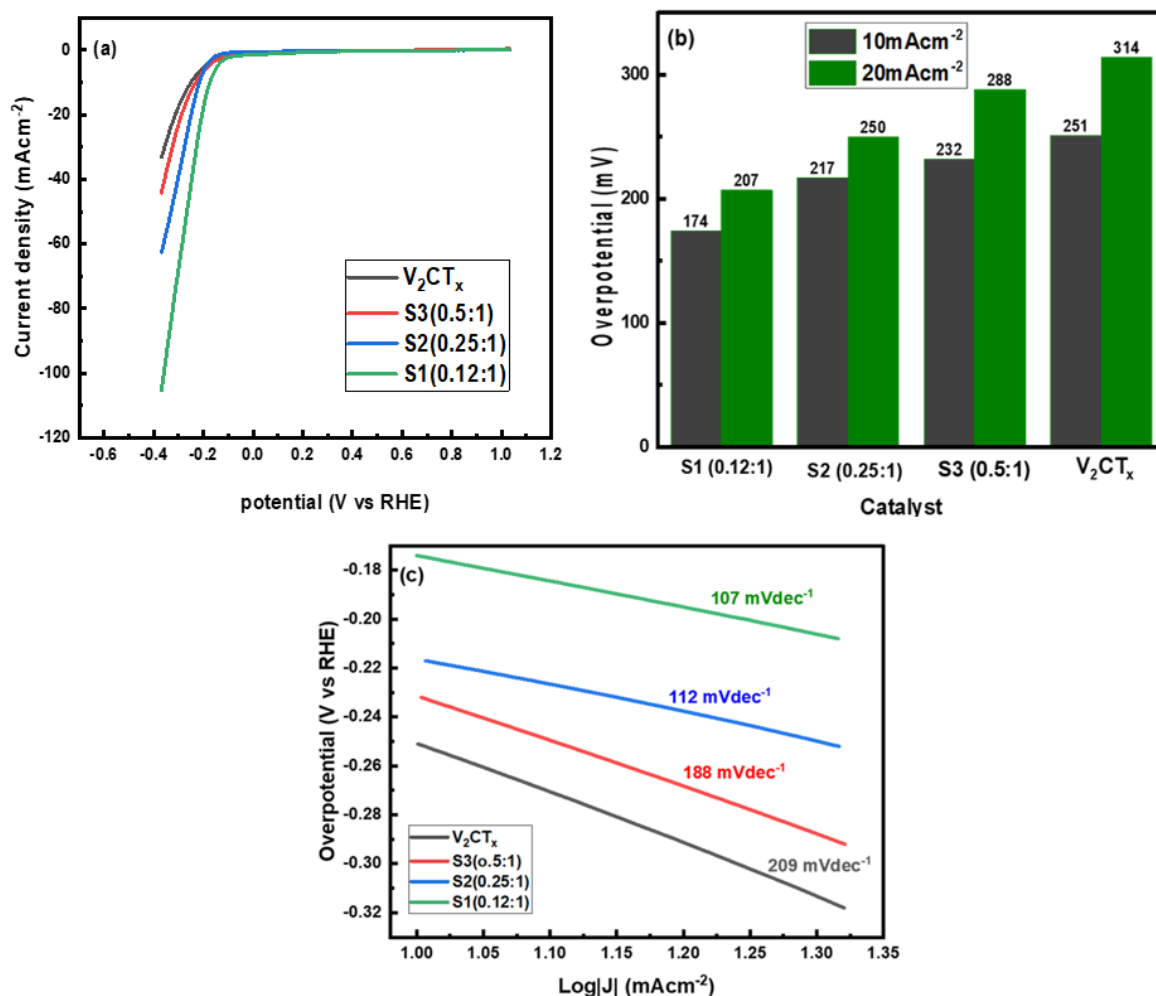 (a)
Current density (mAcm⁻²)
0
-20
-40
-60
-80
-100
-120
-0.6 -0.4 -0.2 0.0 0.2 0.4 0.6 0.8 1.0 1.2
potential (V vs RHE)
V₂CTₓ
S3(0.5:1)
S2(0.25:1)
S1(0.12:1)
(b)
10mAcm⁻²
20mAcm⁻²
Overpotential (mV)
300
200
100
0
174
207
217
250
232
288
251
314
S1 (0.12:1) S2 (0.25:1) S3 (0.5:1) V₂CTₓ
Catalyst
(c)
Overpotential (V vs RHE)
-0.18
-0.20
-0.22
-0.24
-0.26
-0.28
-0.30
-0.32
107 mVdec⁻¹
112 mVdec⁻¹
188 mVdec⁻¹
209 mVdec⁻¹
V₂CTₓ
S3(o.5:1)
S2(0.25:1)
S1(0.12:1)
1.00 1.05 1.10 1.15 1.20 1.25 1.30 1.35
Log|J| (mAcm⁻²)